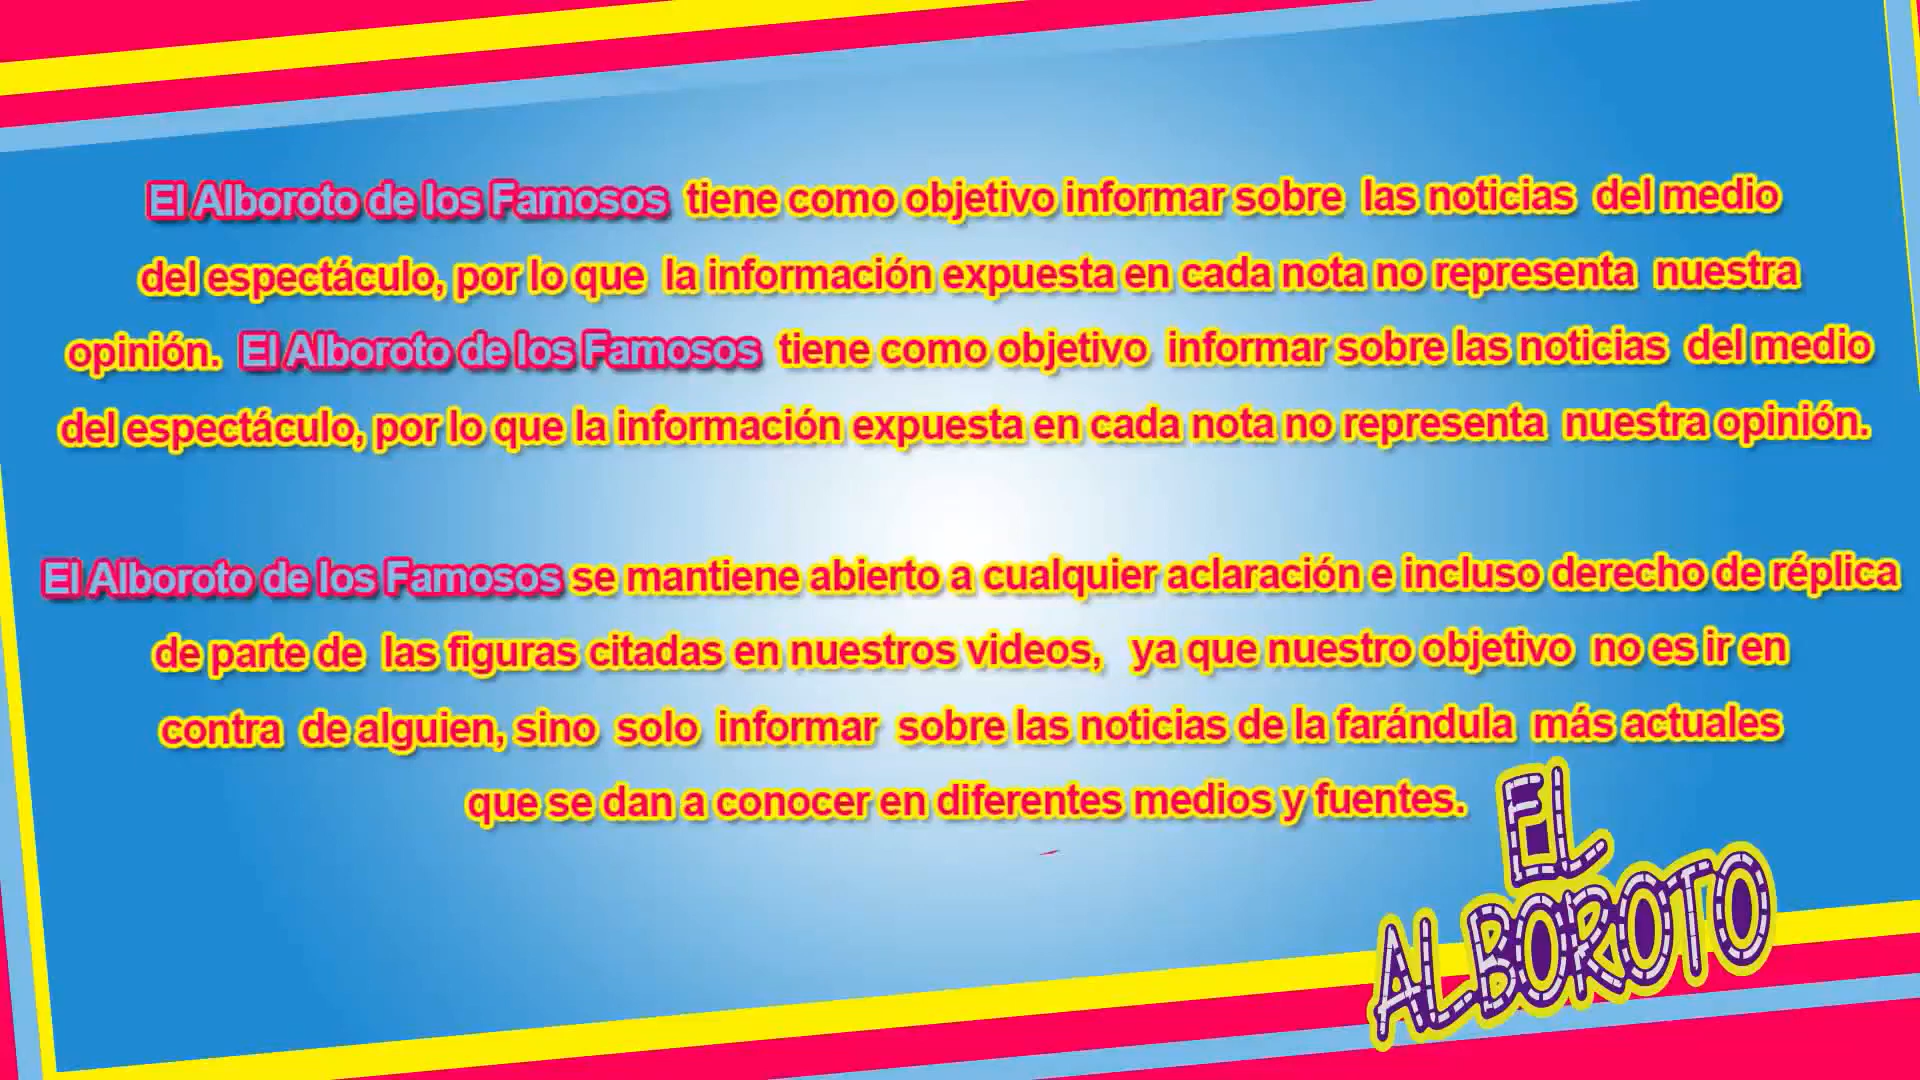 El Alboroto de los Famosos tiene como objetivo informar sobre las noticias del medio
del espectáculo, por lo que la información expuesta en cada nota no representa nuestra
opinión. El Alboroto de los Famosos tiene como objetivo informar sobre las noticias del medio
del espectáculo, por lo que la información expuesta en cada nota no representa nuestra opinión.
El Alboroto de los Famosos se mantiene abierto a cualquier aclaración e incluso derecho de réplica
de parte de las figuras citadas en nuestros videos, ya que nuestro objetivo no es ir en
contra de alguien, sino solo informar sobre las noticias de la farándula más actuales
que se dan a conocer en diferentes medios y fuentes.
EL
ALBOROTO